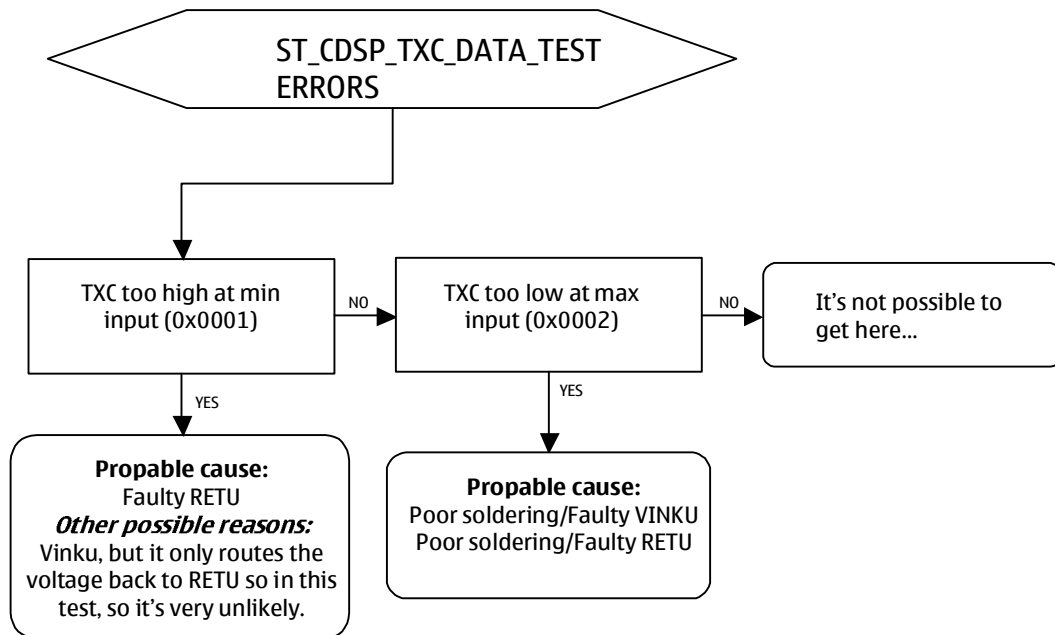 ST_CDSP_TXC_DATA_TEST
ERRORS
TXC too high at min
input (0x0001)
NO
TXC too low at max
input (0x0002)
NO
It's not possible to
get here...
YES
YES
Propable cause:
Faulty RETU
Other possible reasons:
Vinku, but it only routes the
voltage back to RETU so in this
test, so it's very unlikely.
Propable cause:
Poor soldering/Faulty VINKU
Poor soldering/Faulty RETU